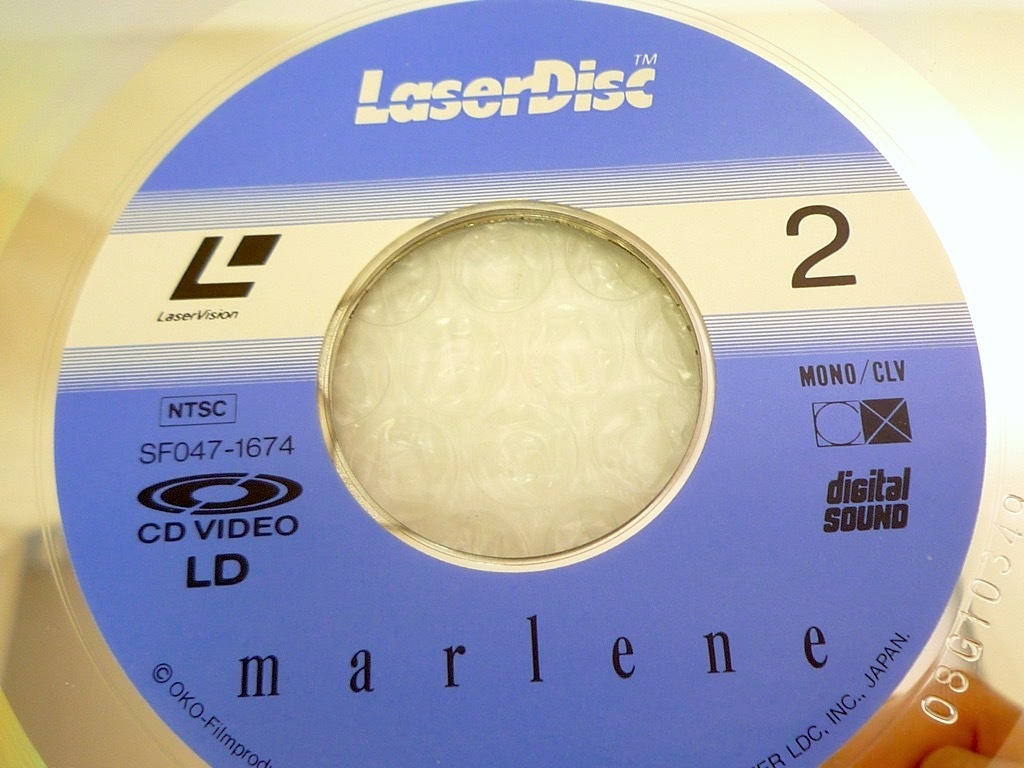 LaserDisc™
LaserVision
2
NTSC
SF047-1674
CD VIDEO
LD
MONO/CLV
digital
SOUND
marlene
© OKO-Filmprod
LDC, INC., JAPAN.
08G10349